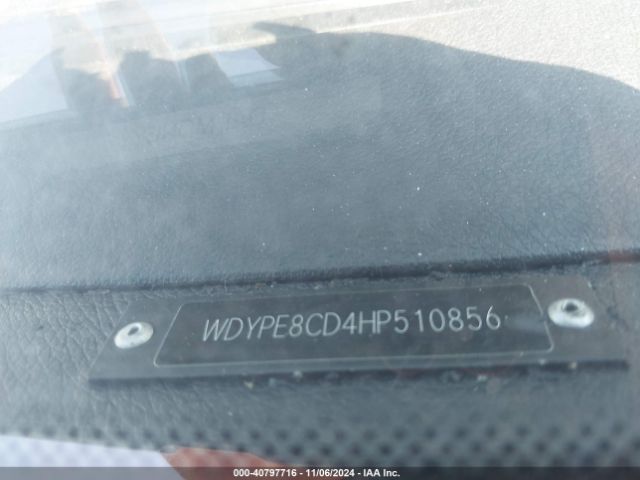 WDYPE8CD4HP510856
000-40797716 - 11/06/2024 - IAA Inc.